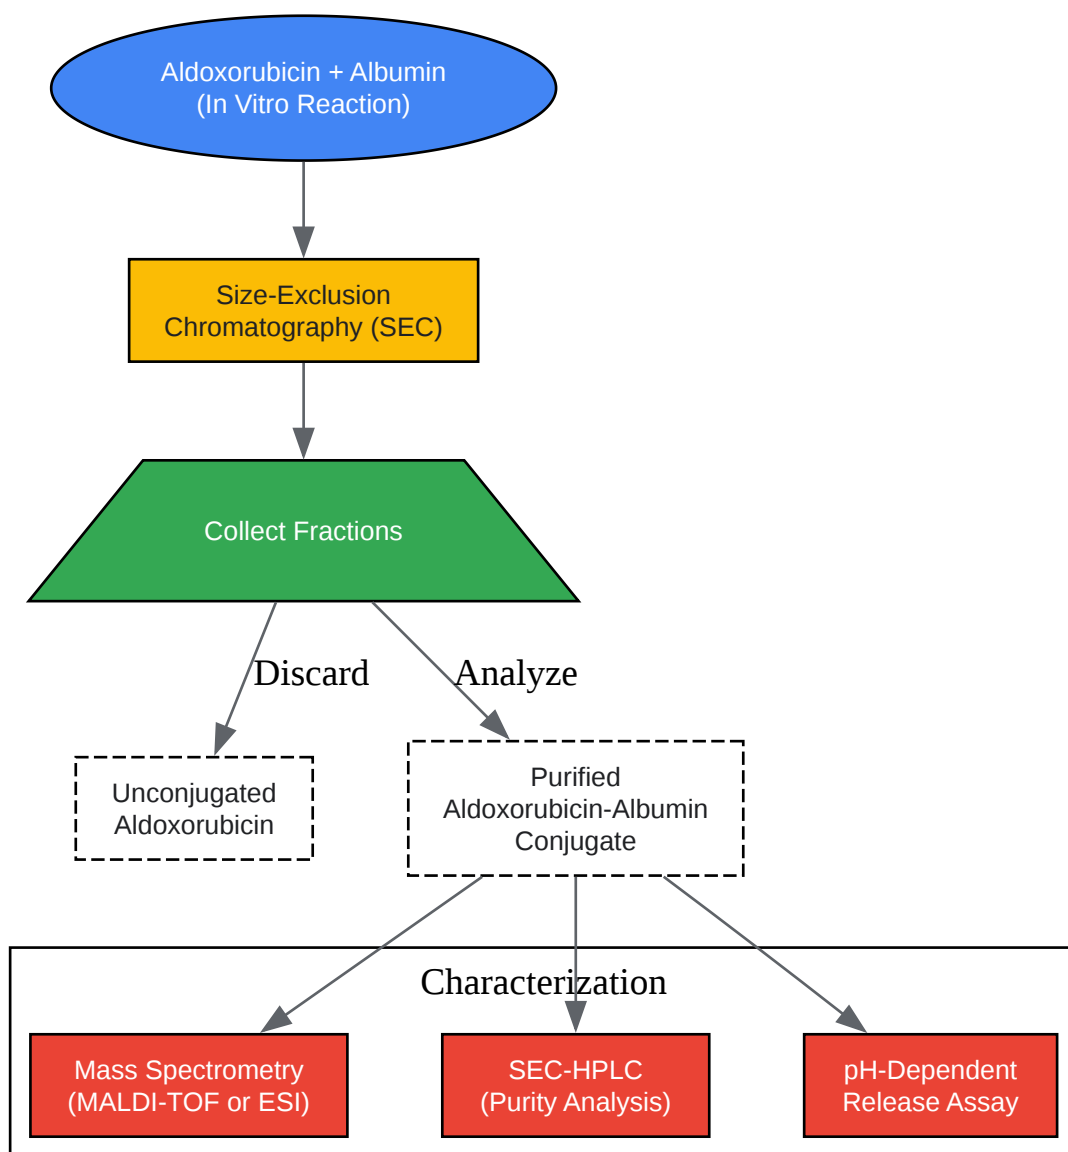 Aldoxorubicin + Albumin
(In Vitro Reaction)
Size-Exclusion
Chromatography (SEC)
Collect Fractions
Discard
Analyze
Unconjugated
Aldoxorubicin
Purified
Aldoxorubicin-Albumin
Conjugate
Characterization
Mass Spectrometry
(MALDI-TOF or ESI)
SEC-HPLC
(Purity Analysis)
pH-Dependent
Release Assay